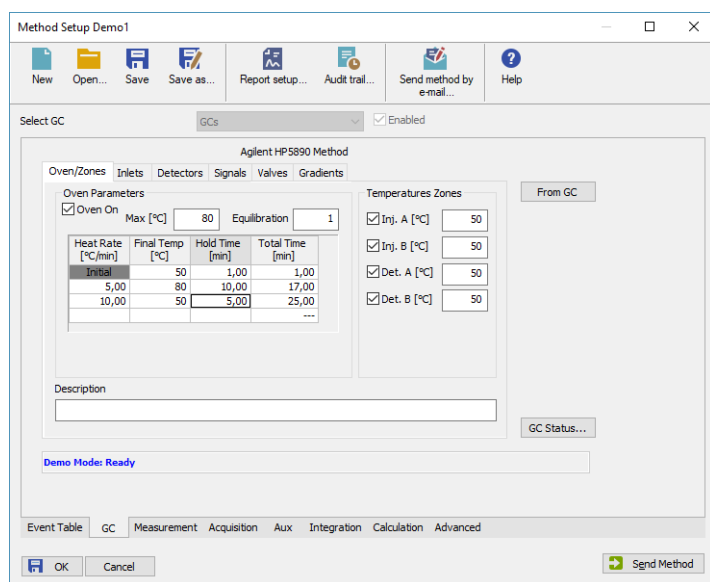 Method Setup Demo1
New Open... Save Save as... Report setup... Audit trail... Send method by e-mail... Help
Select GC GCs Enabled
Agilent HP5890 Method
Oven/Zones Inlets Detectors Signals Valves Gradients
Oven Parameters
Oven On Max [°C] 80 Equilibration 1
Heat Rate [°C/min] Final Temp [°C] Hold Time [min] Total Time [min]
Initial 50 1,00 1,00
5,00 80 10,00 17,00
10,00 50 5,00 25,00
---
Temperatures Zones
Inj. A [°C] 50
Inj. B [°C] 50
Det. A [°C] 50
Det. B [°C] 50
From GC
Description
GC Status...
Demo Mode: Ready
Event Table GC Measurement Acquisition Aux Integration Calculation Advanced
OK Cancel Send Method